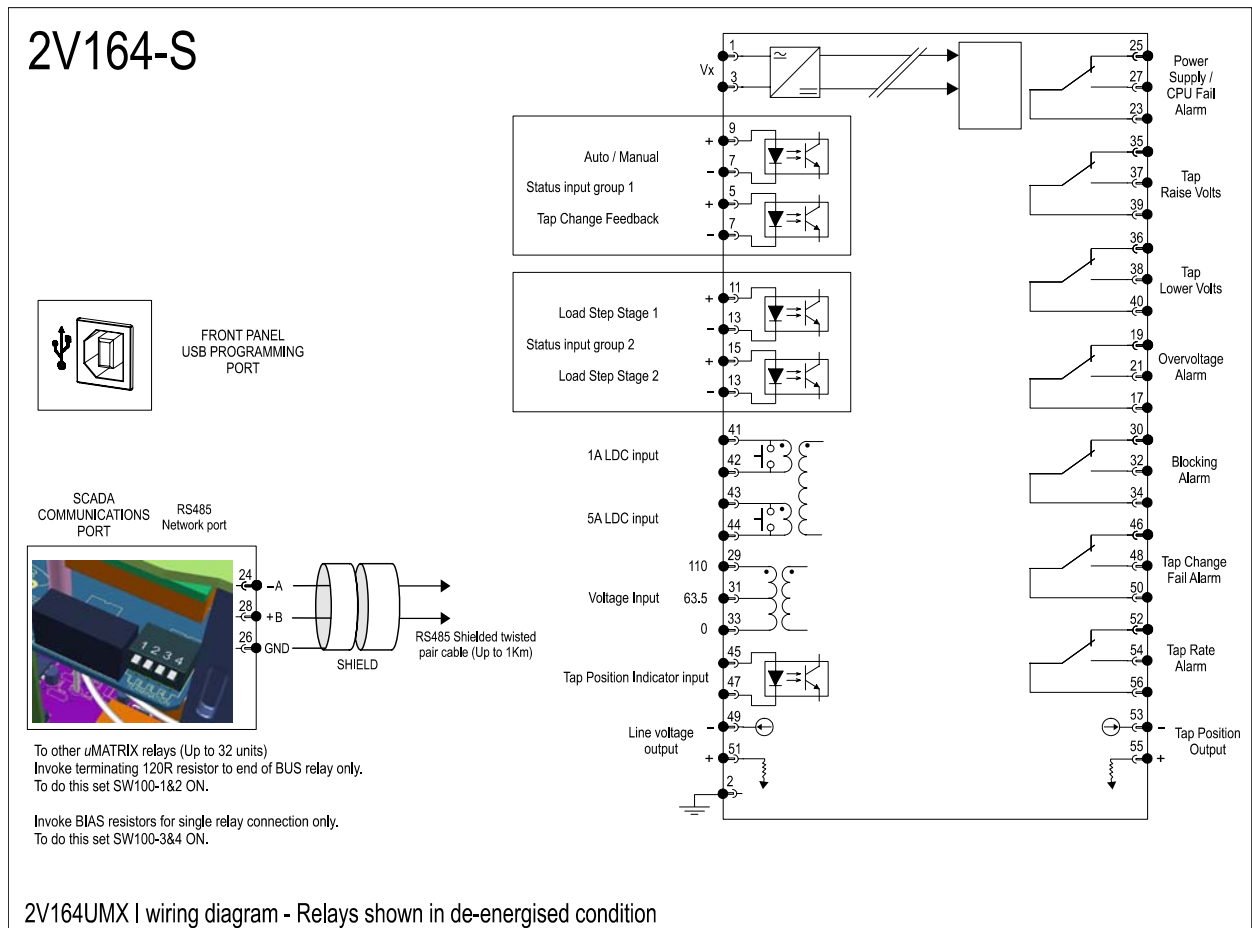 2V164-S
Vx
1
3
+
9
Auto / Manual
−
7
Status input group 1
+
5
Tap Change Feedback
−
7
+
11
Load Step Stage 1
−
13
Status input group 2
+
15
Load Step Stage 2
−
13
41
1A LDC input
42
43
5A LDC input
44
29
110
31
Voltage Input 63.5
33
0
45
Tap Position Indicator input
47
49
−
Line voltage
output
+
51
2
25
Power
Supply /
CPU Fail
Alarm
27
23
35
37
Tap
Raise Volts
39
36
38
Tap
Lower Volts
40
19
Overvoltage
Alarm
21
17
30
Blocking
Alarm
32
34
46
48
Tap Change
Fail Alarm
50
52
54
Tap Rate
Alarm
56
53
−
Tap Position
Output
55
+
FRONT PANEL
USB PROGRAMMING
PORT
SCADA
COMMUNICATIONS
PORT
RS485
Network port
24
−A
28
+B
26
GND
1 2 3 4
SHIELD
RS485 Shielded twisted
pair cable (Up to 1Km)
To other uMATRIX relays (Up to 32 units)
Invoke terminating 120R resistor to end of BUS relay only.
To do this set SW100-1&2 ON.
Invoke BIAS resistors for single relay connection only.
To do this set SW100-3&4 ON.
2V164UMX I wiring diagram - Relays shown in de-energised condition